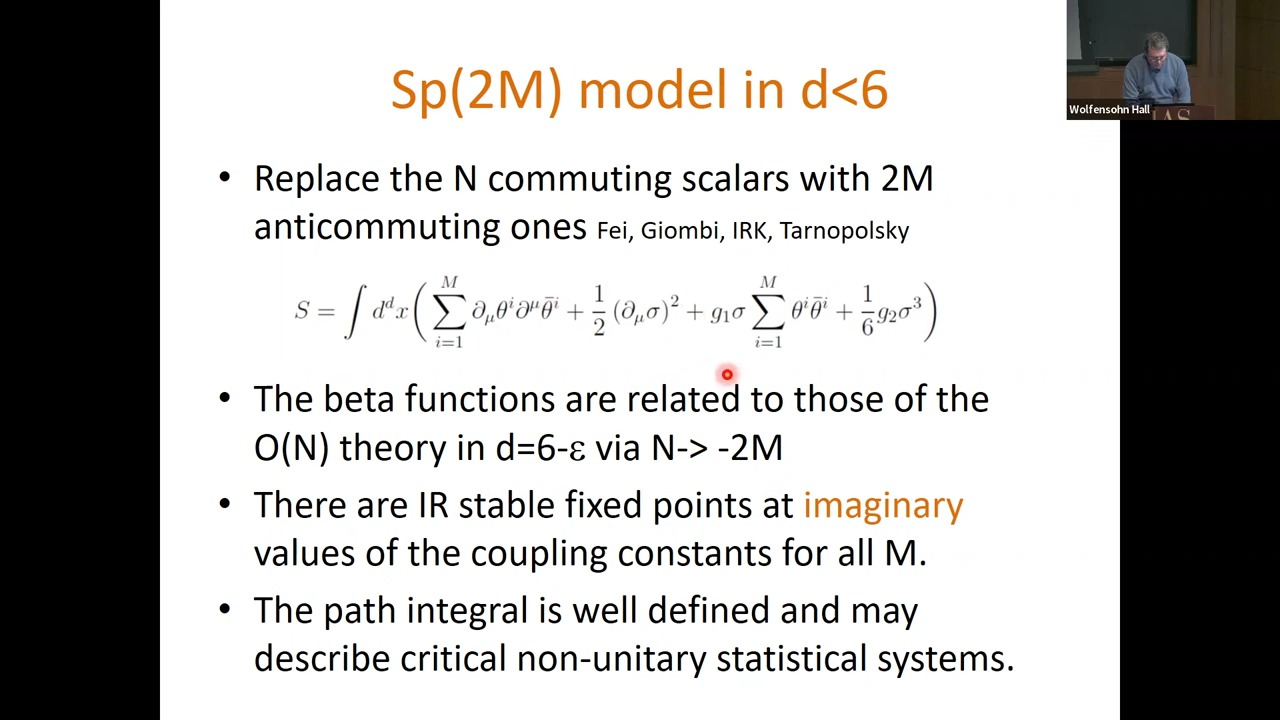 Sp(2M) model in d<6
Wolfensohn Hall
IAS
• Replace the N commuting scalars with 2M
anticommuting ones Fei, Giombi, IRK, Tarnopolsky
S = ∫ d^d x ( ∑_{i=1}^{M} ∂_μθ^i ∂^μθ̄^i + 1/2 (∂_μσ)^2 + g_1σ ∑_{i=1}^{M} θ^iθ̄^i + 1/6 g_2σ^3 )
• The beta functions are related to those of the
O(N) theory in d=6-ε via N-> -2M
• There are IR stable fixed points at imaginary
values of the coupling constants for all M.
• The path integral is well defined and may
describe critical non-unitary statistical systems.